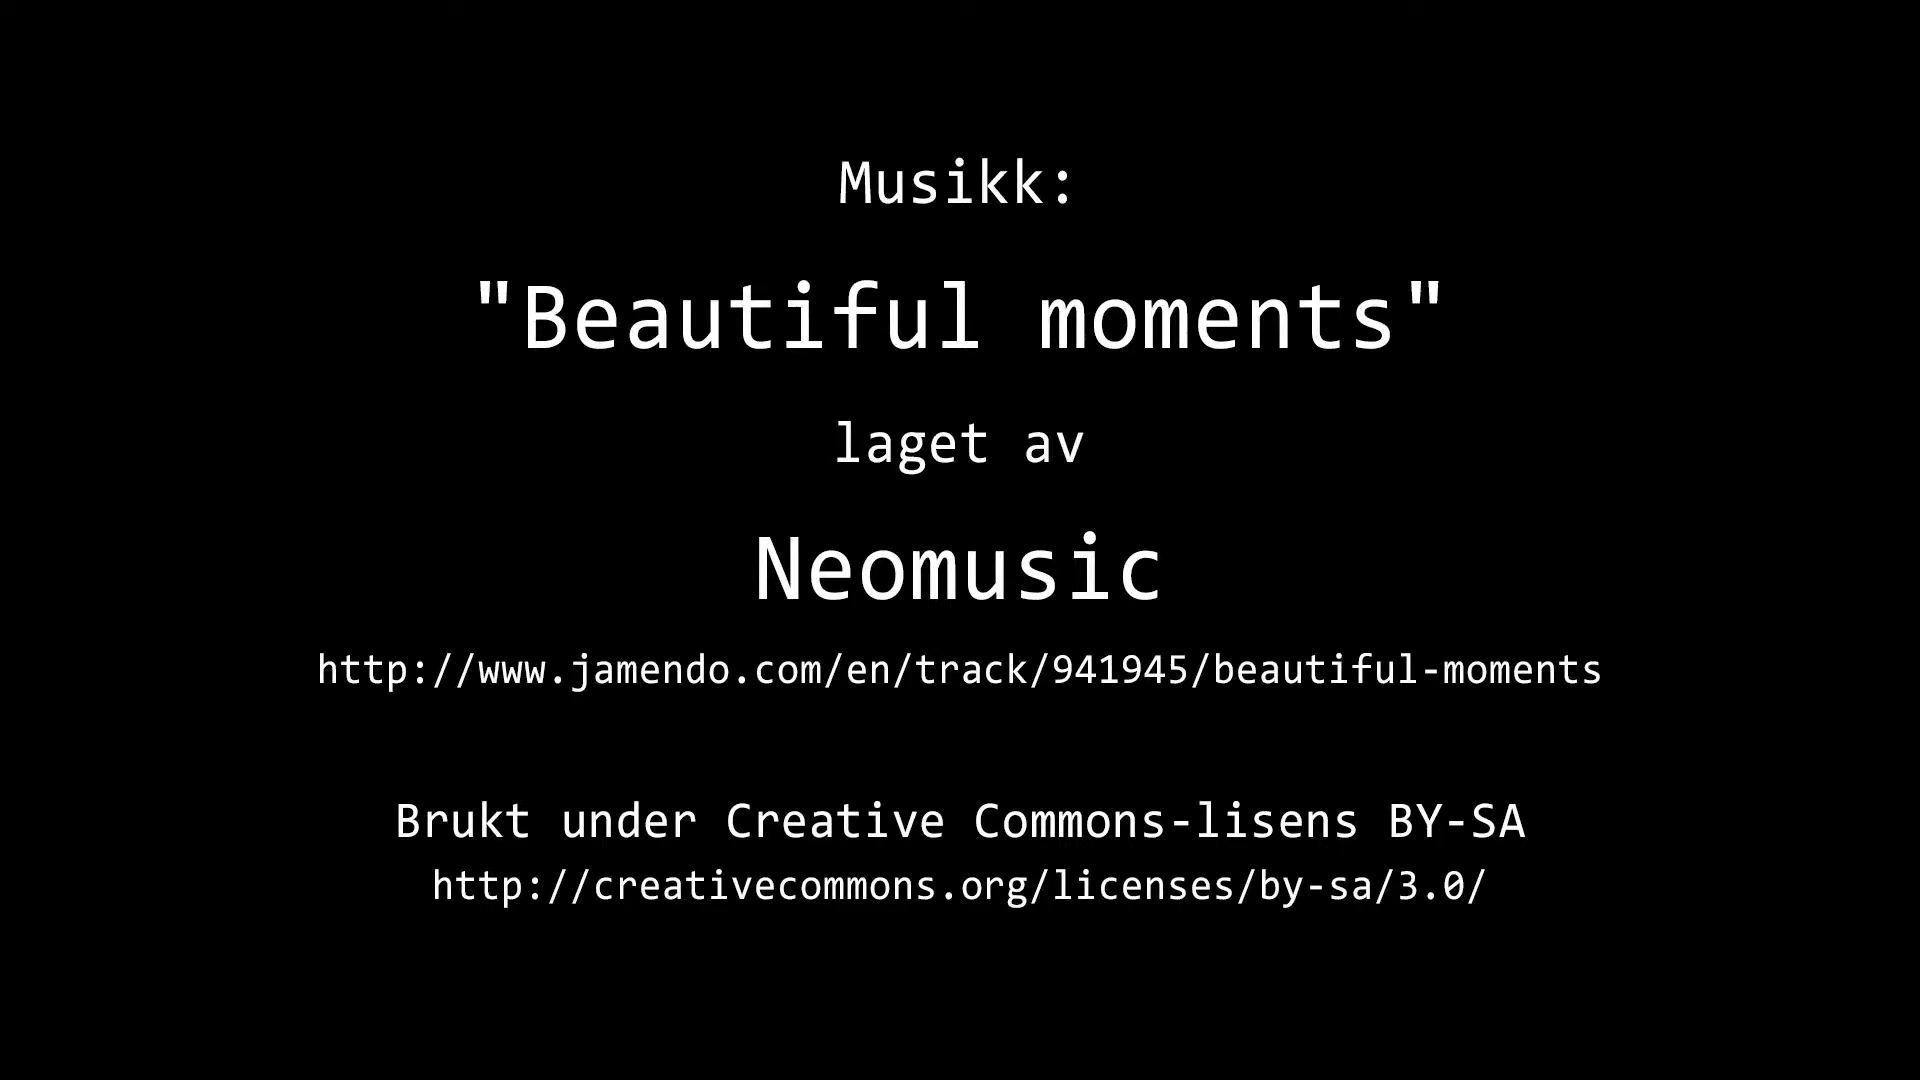 Musikk:
"Beautiful moments"
laget av
Neomusic
http://www.jamendo.com/en/track/941945/beautiful-moments
Brukt under Creative Commons-lisens BY-SA
http://creativecommons.org/licenses/by-sa/3.0/